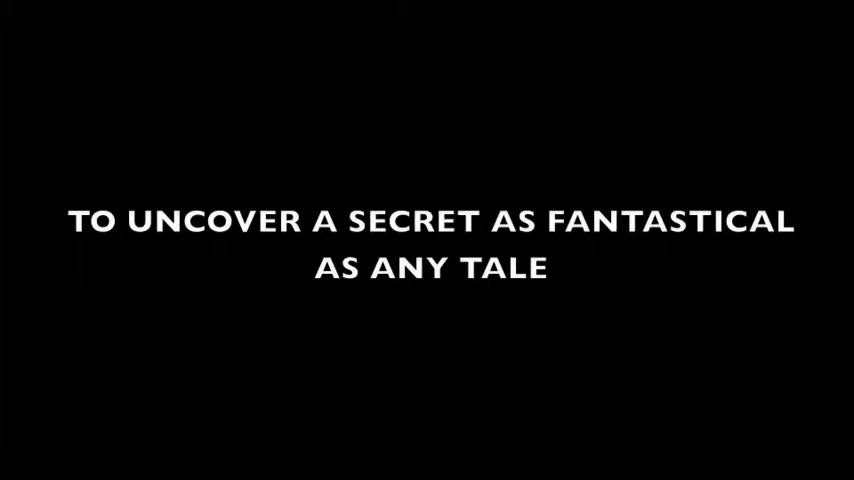 TO UNCOVER A SECRET AS FANTASTICAL
AS ANY TALE